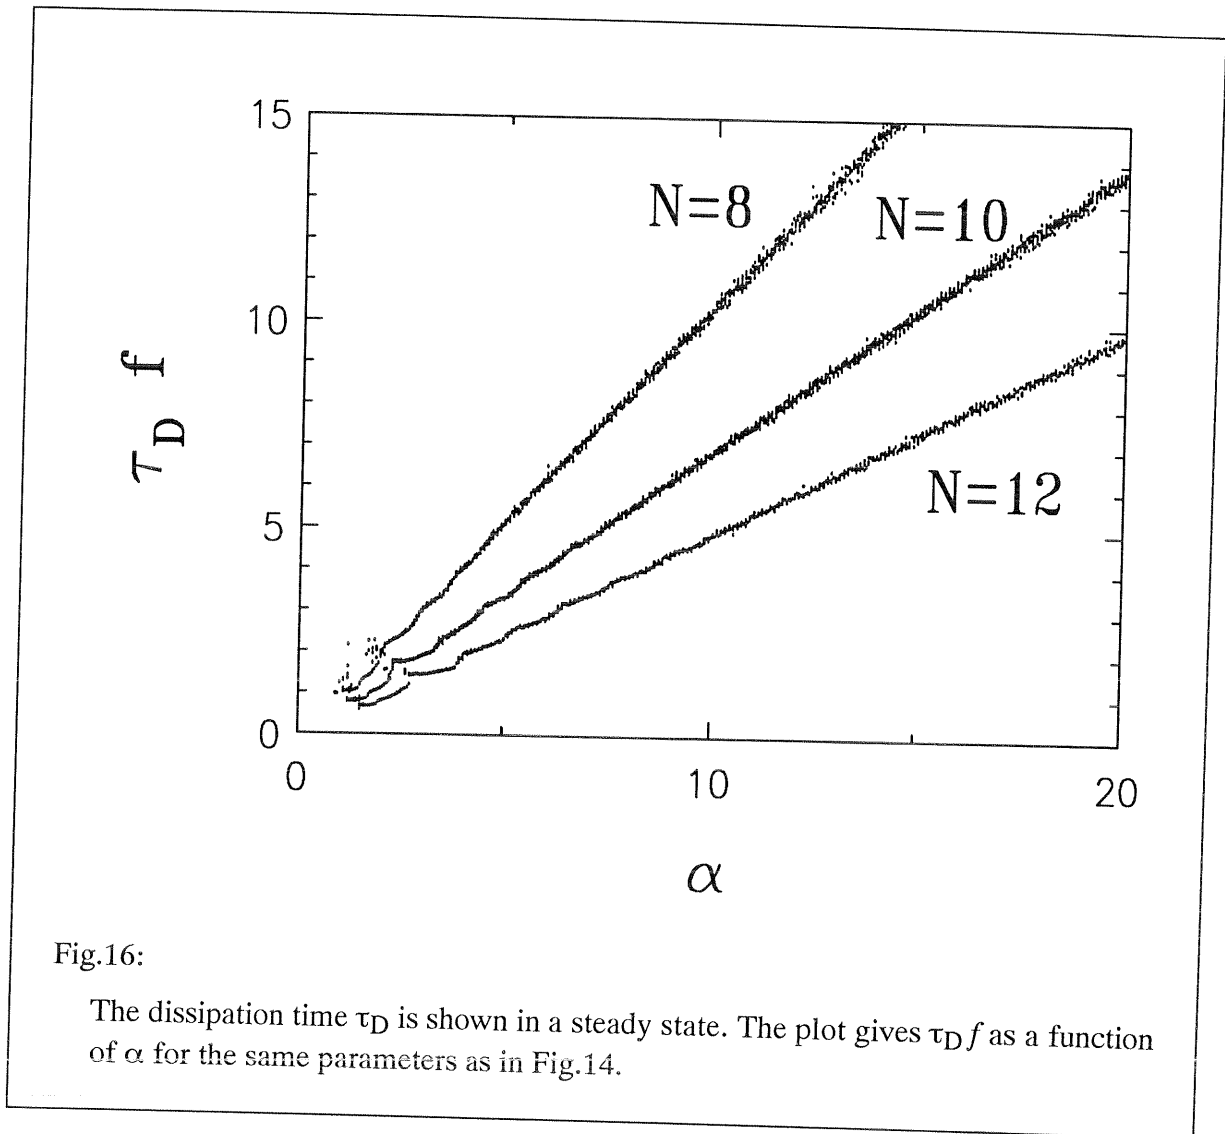 15
N=8
N=10
10
τD f
N=12
5
0
0
10
20
α
Fig.16:
The dissipation time τD is shown in a steady state. The plot gives τD f as a function
of α for the same parameters as in Fig.14.